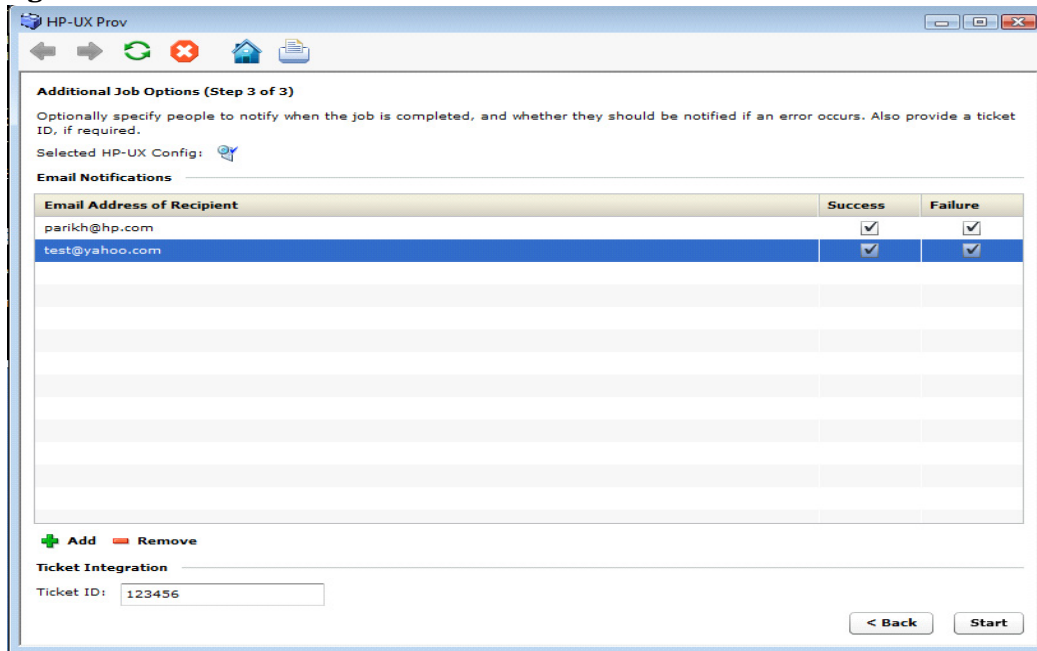 HP-UX Prov
Additional Job Options (Step 3 of 3)
Optionally specify people to notify when the job is completed, and whether they should be notified if an error occurs. Also provide a ticket
ID, if required.
Selected HP-UX Config:
Email Notifications
Email Address of Recipient Success Failure
parikh@hp.com
test@yahoo.com
Add Remove
Ticket Integration
Ticket ID: 123456
< Back Start